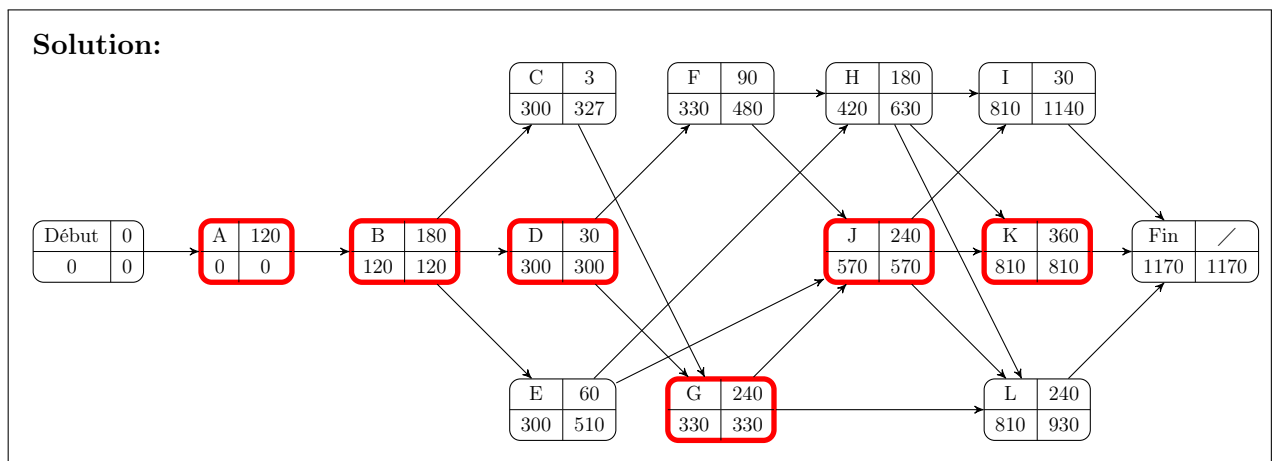 Solution:
C 3 F 90 H 180 I 30
300 327 330 480 420 630 810 1140
Début 0 A 120 B 180 D 30 J 240 K 360 Fin /
0 0 0 0 120 120 300 300 570 570 810 810 1170 1170
E 60 G 240 L 240
300 510 330 330 810 930